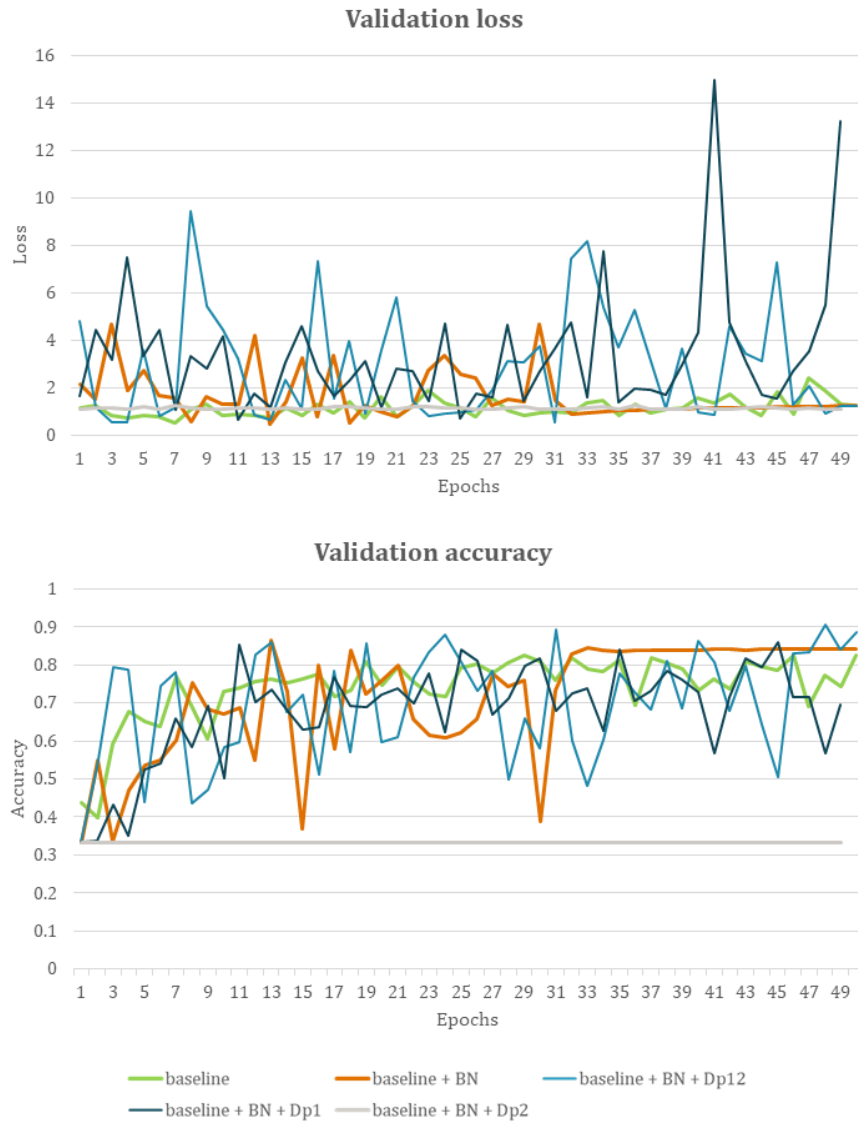 Validation loss
16
14
12
10
8
6
4
2
0
Loss
1 3 5 7 9 11 13 15 17 19 21 23 25 27 29 31 33 35 37 39 41 43 45 47 49
Epochs
Validation accuracy
1
0.9
0.8
0.7
0.6
0.5
0.4
0.3
0.2
0.1
0
Accuracy
1 3 5 7 9 11 13 15 17 19 21 23 25 27 29 31 33 35 37 39 41 43 45 47 49
Epochs
baseline baseline + BN baseline + BN + Dp12
baseline + BN + Dp1 baseline + BN + Dp2